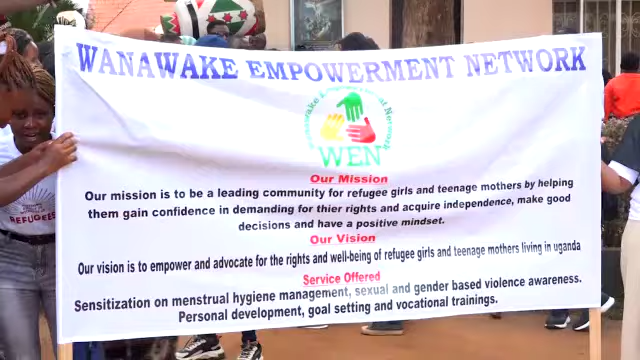 WANAWAKE EMPOWERMENT NETWORK
WEN
Our Mission
Our mission is to be a leading community for refugee girls and teenage mothers by helping
them gain confidence in demanding for thier rights and acquire independence, make good
decisions and have a positive mindset.
Our Vision
Our vision is to empower and advocate for the rights and well-being of refugee girls and teenage mothers living in uganda
Service Offered
Sensitization on menstrual hygiene management, sexual and gender based violence awareness.
Personal development, goal setting and vocational trainings.
REFUGEE